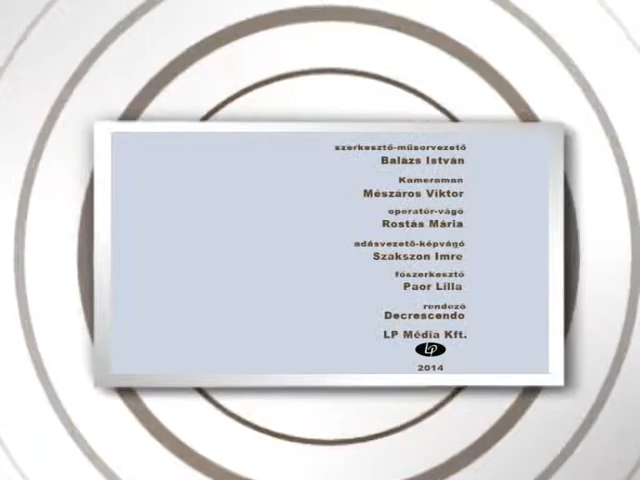 szerkesztő-műsorvezető
Balázs István
Kameraman
Mészáros Viktor
operatőr-vágó
Rostás Mária
adásvezető-képvágó
Szakszon Imre
főszerkesztő
Paor Lilla
rendező
Decrescendo
LP Média Kft.
LP
2014